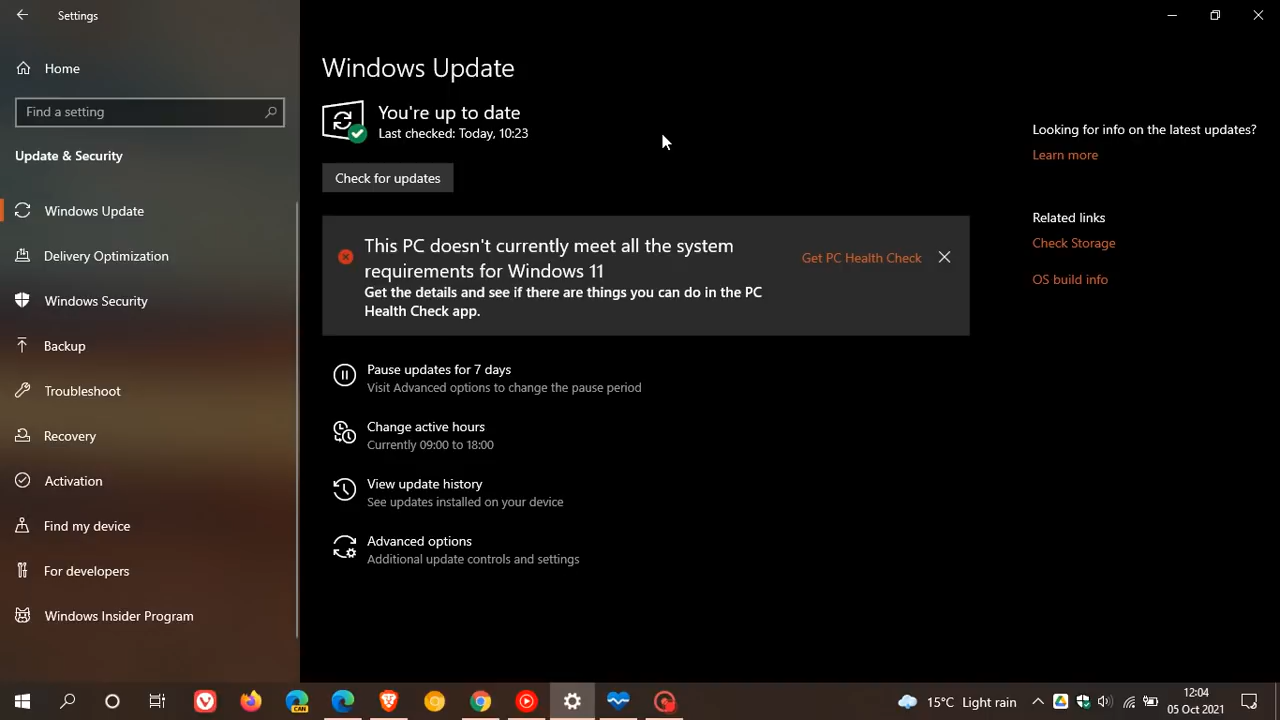 Settings
Home
Find a setting
Update & Security
Windows Update
Delivery Optimization
Windows Security
Backup
Troubleshoot
Recovery
Activation
Find my device
For developers
Windows Insider Program
Windows Update
You're up to date
Last checked: Today, 10:23
Check for updates
This PC doesn't currently meet all the system
requirements for Windows 11
Get the details and see if there are things you can do in the PC
Health Check app.
Get PC Health Check
Pause updates for 7 days
Visit Advanced options to change the pause period
Change active hours
Currently 09:00 to 18:00
View update history
See updates installed on your device
Advanced options
Additional update controls and settings
Looking for info on the latest updates?
Learn more
Related links
Check Storage
OS build info
CAN
15°C Light rain
12:04
05 Oct 2021